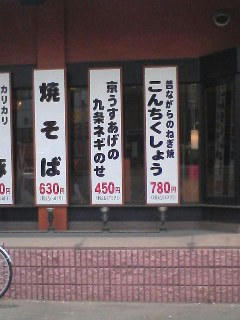 昔ながらのねぎ焼
こんちくしょう
780円
京うすあげの
九条ネギのせ
450円
焼そば
630円
カリカリ
豚